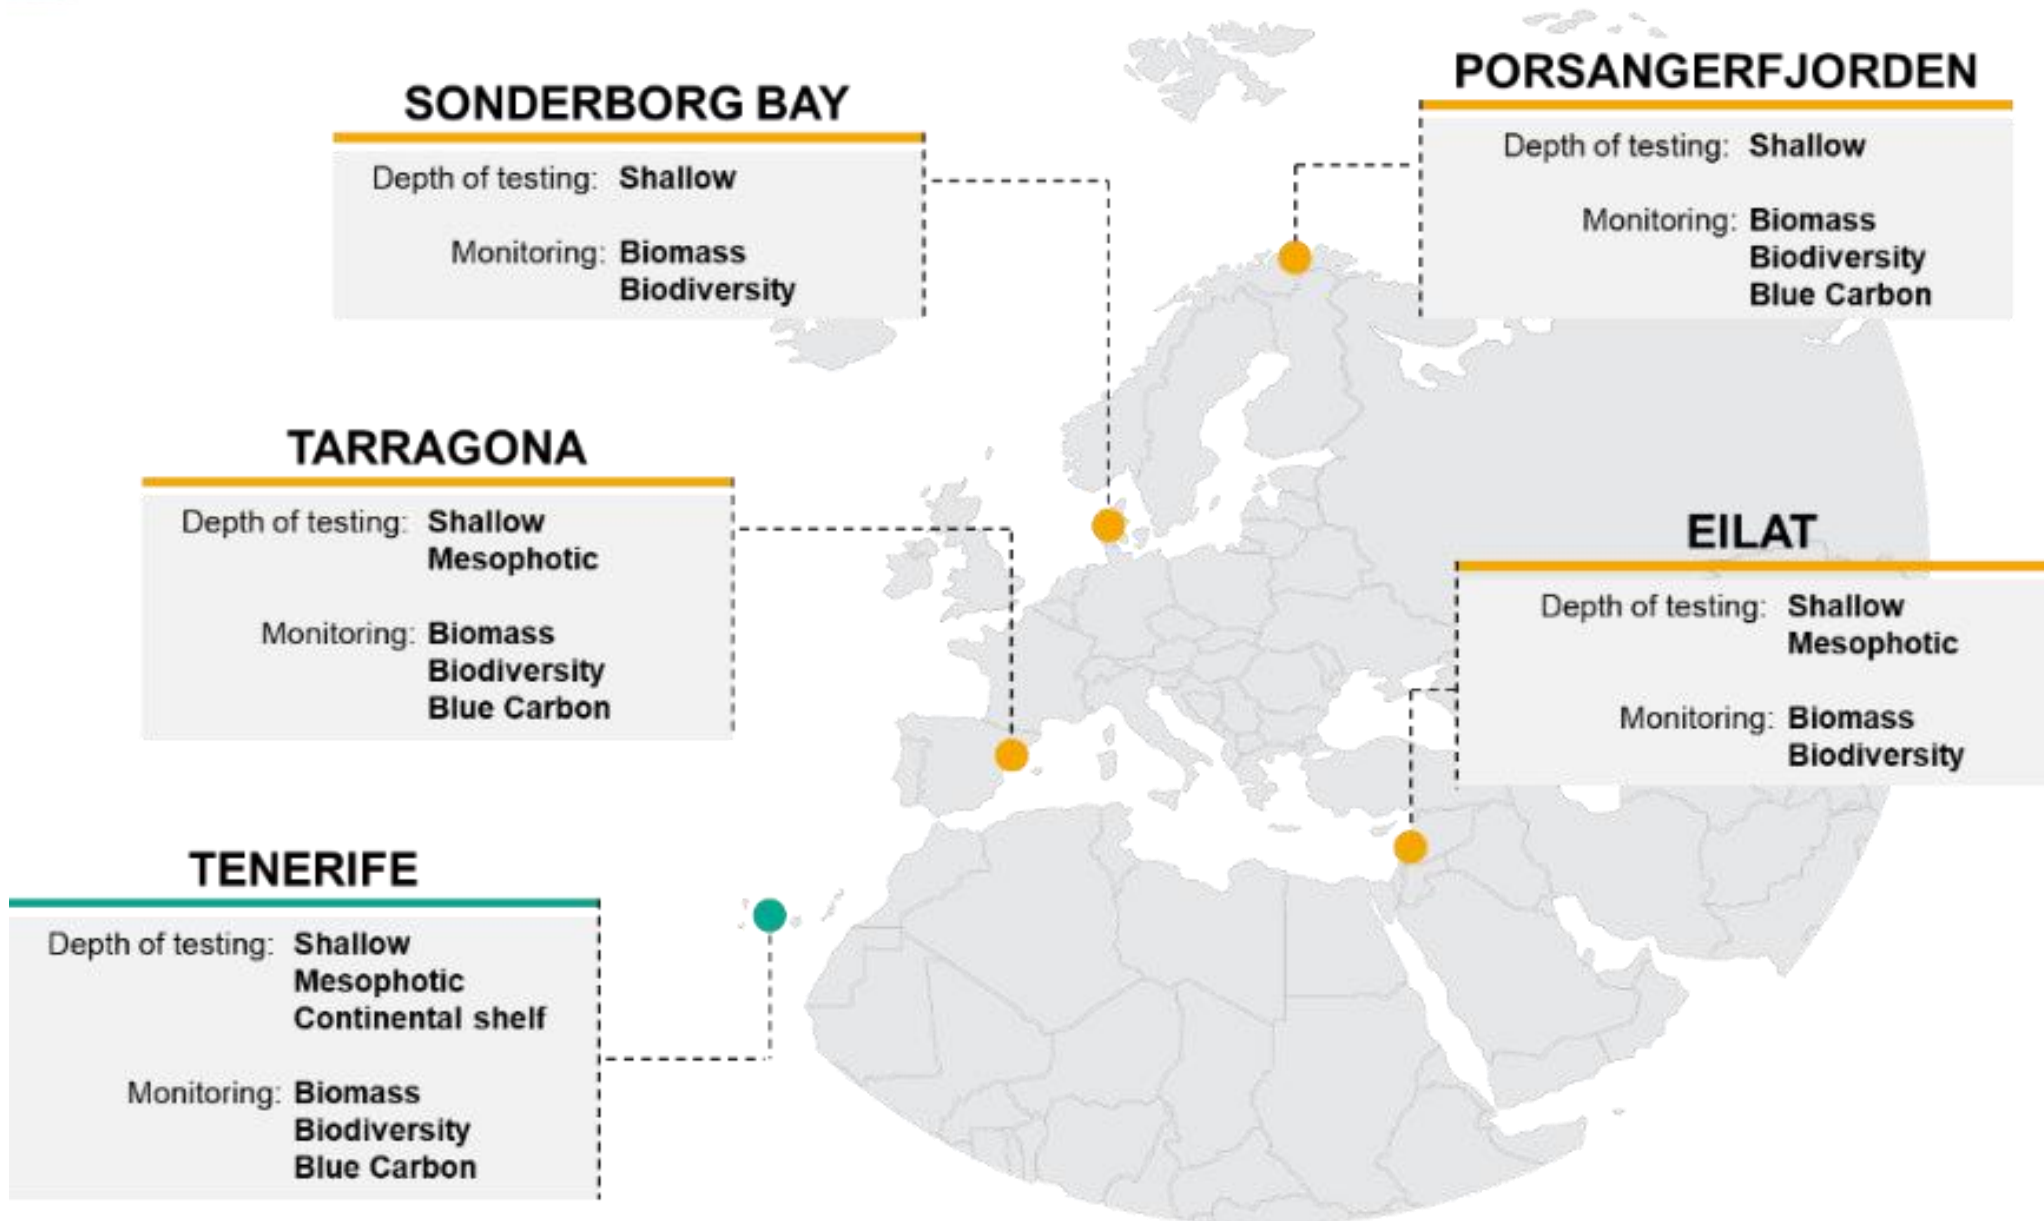 SONDERBORG BAY
Depth of testing: Shallow
Monitoring: Biomass
Biodiversity
PORSANGERFJORDEN
Depth of testing: Shallow
Monitoring: Biomass
Biodiversity
Blue Carbon
TARRAGONA
Depth of testing: Shallow
Mesophotic
Monitoring: Biomass
Biodiversity
Blue Carbon
EILAT
Depth of testing: Shallow
Mesophotic
Monitoring: Biomass
Biodiversity
TENERIFE
Depth of testing: Shallow
Mesophotic
Continental shelf
Monitoring: Biomass
Biodiversity
Blue Carbon